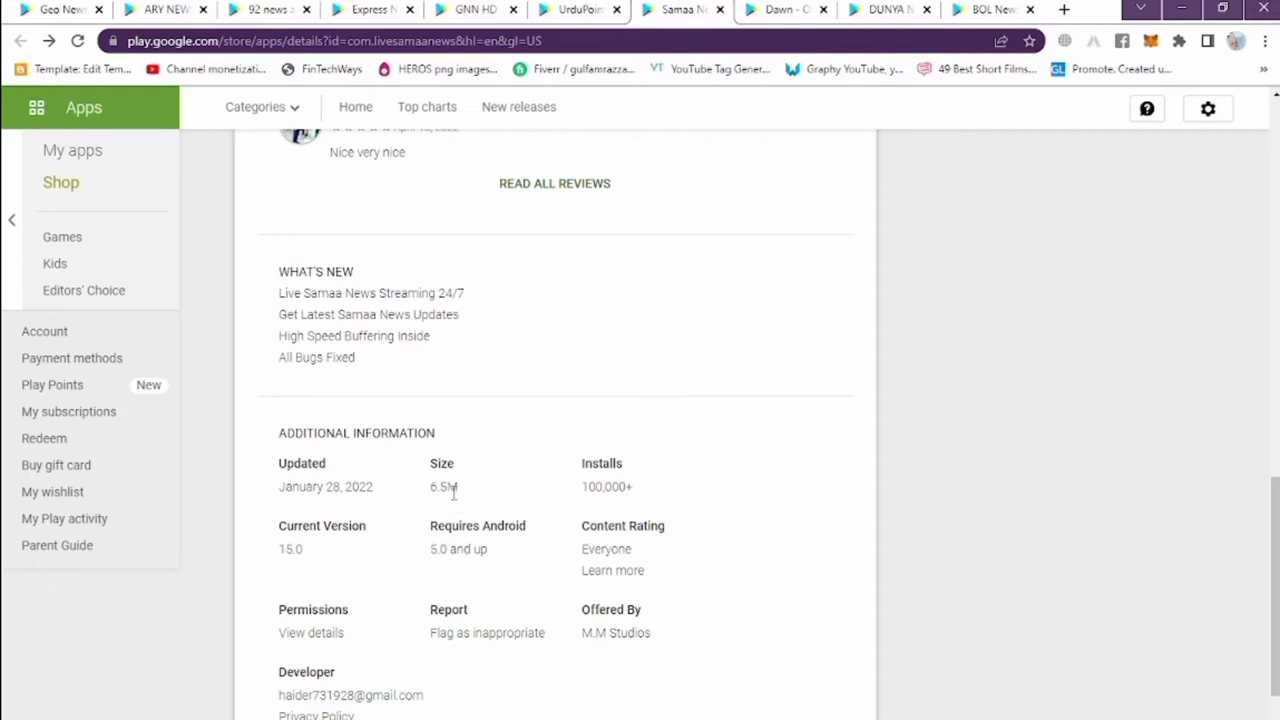 Geo News
ARY NEW
92 news a
Express N
GNN HD
UrduPoin
Samaa Ne
Dawn - O
DUNYA N
BOL New
play.google.com/store/apps/details?id=com.livesamaanews&hl=en&gl=US
Template: Edit Tem...
Channel monetizati...
FinTechWays
HEROS png images...
Fiverr / gulfamrazza...
YT
YouTube Tag Gener...
Graphy YouTube, y...
49 Best Short Films...
GL
Promote. Created u...
»
Apps
Categories
Home
Top charts
New releases
My apps
Shop
Games
Kids
Editors' Choice
Account
Payment methods
Play Points
New
My subscriptions
Redeem
Buy gift card
My wishlist
My Play activity
Parent Guide
Nice very nice
READ ALL REVIEWS
WHAT'S NEW
Live Samaa News Streaming 24/7
Get Latest Samaa News Updates
High Speed Buffering Inside
All Bugs Fixed
ADDITIONAL INFORMATION
Updated
January 28, 2022
Size
6.5M
Installs
100,000+
Current Version
15.0
Requires Android
5.0 and up
Content Rating
Everyone
Learn more
Permissions
View details
Report
Flag as inappropriate
Offered By
M.M Studios
Developer
haider731928@gmail.com
Privacy Policy